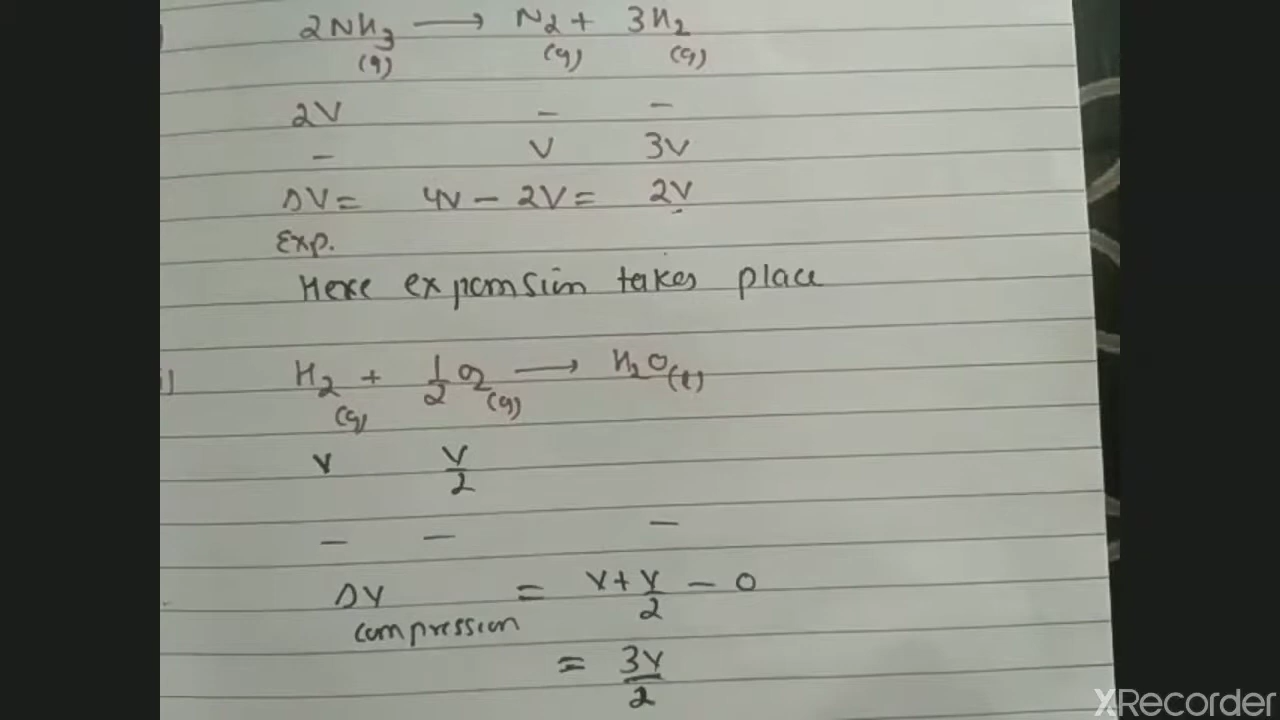 2NH3 ⟶ N2 + 3H2
(g) (g) (g)
2V - -
- V 3V
ΔV = 4V - 2V = 2V
Exp.
Here expansion takes place
H2 + 1/2 O2 ⟶ H2O(l)
(g) (g)
V V/2
- - -
ΔV = V + V/2 - 0
compression
= 3V/2
XRecorder